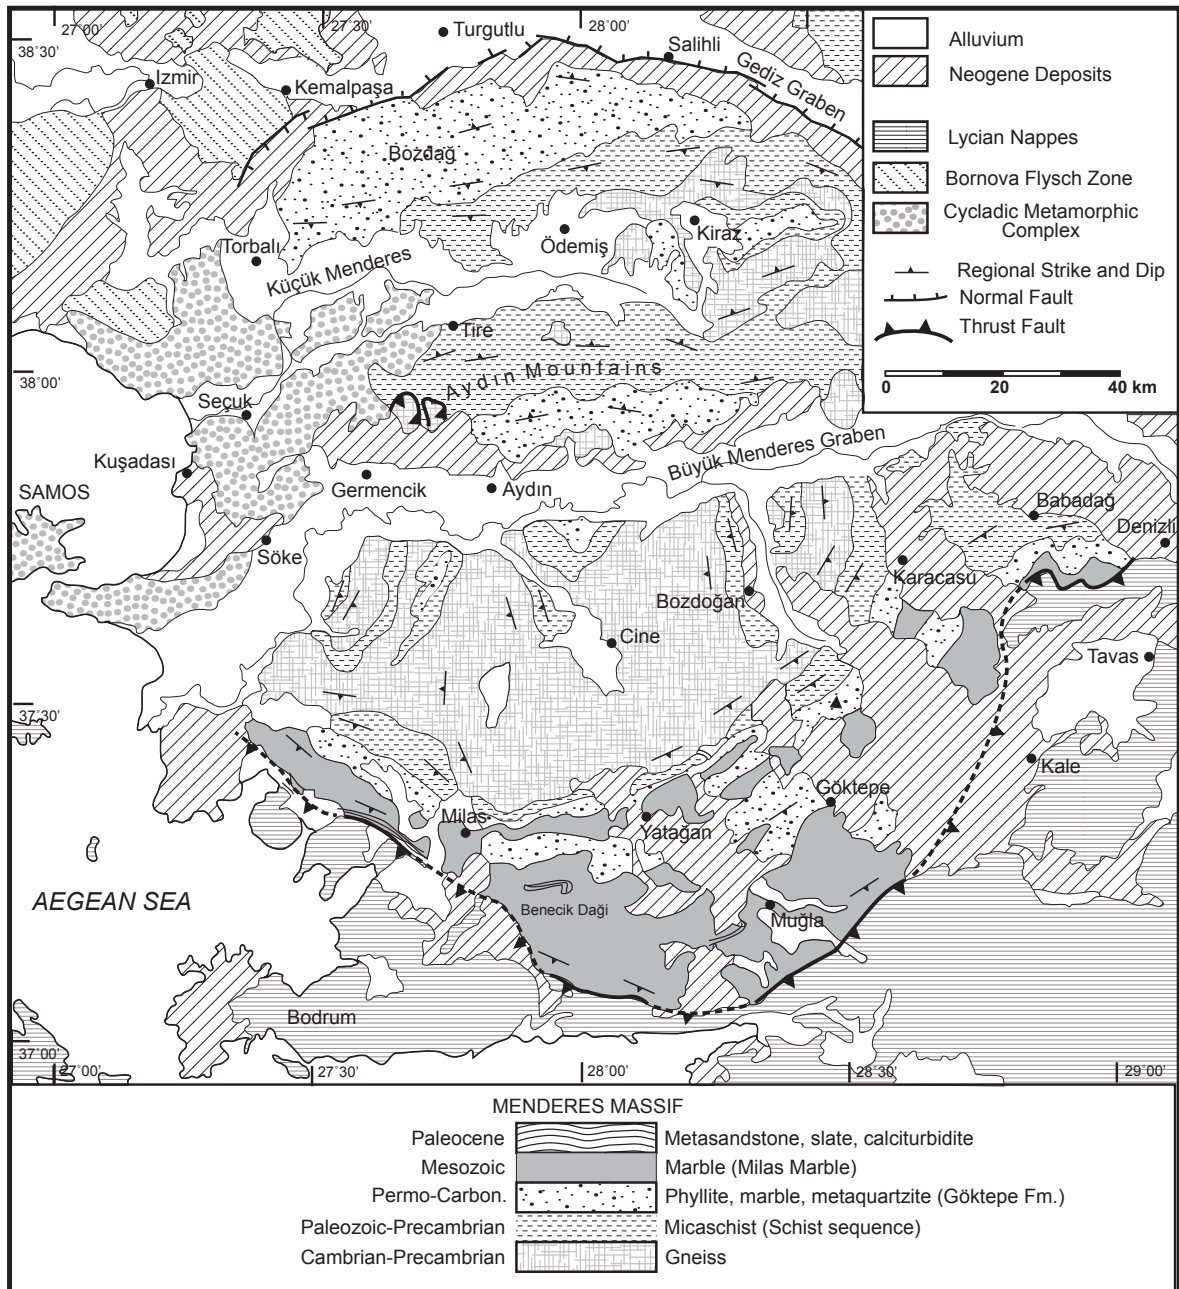 27˚00'
27˚30'
28˚00'
38˚30'
Turgutlu
Salihli
Izmir
Kemalpaşa
Gediz Graben
Bozdağ
Torbalı
Ödemiş
Kiraz
Küçük Menderes
Tire
38˚00'
Aydın Mountains
Seçuk
Kuşadası
Büyük Menderes Graben
SAMOS
Germencik
Aydın
Babadağ
Denizli
Söke
Karacasu
Bozdoğan
Cine
Tavas
37˚30'
Kale
Göktepe
Milas
Yatağan
AEGEAN SEA
Benecik Daği
Muğla
Bodrum
37˚00'
27˚00'
27˚30'
28˚00'
28˚30'
29˚00'
Alluvium
Neogene Deposits
Lycian Nappes
Bornova Flysch Zone
Cycladic Metamorphic
Complex
Regional Strike and Dip
Normal Fault
Thrust Fault
0 20 40 km
MENDERES MASSIF
Paleocene Metasandstone, slate, calciturbidite
Mesozoic Marble (Milas Marble)
Permo-Carbon. Phyllite, marble, metaquartzite (Göktepe Fm.)
Paleozoic-Precambrian Micaschist (Schist sequence)
Cambrian-Precambrian Gneiss